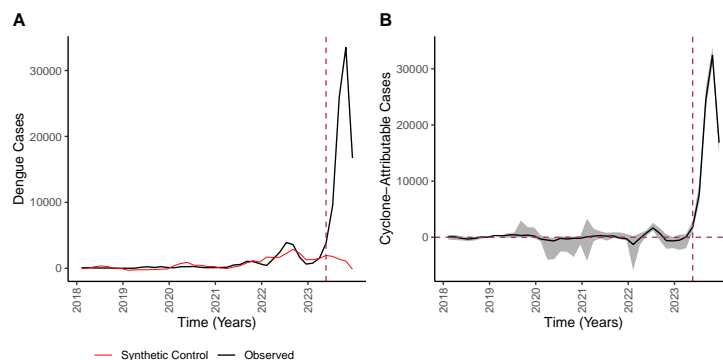 A
Dengue Cases
30000
20000
10000
0
2018
2019
2020
2021
2022
2023
Time (Years)
Synthetic Control
Observed
B
Cyclone−Attributable Cases
30000
20000
10000
0
2018
2019
2020
2021
2022
2023
Time (Years)